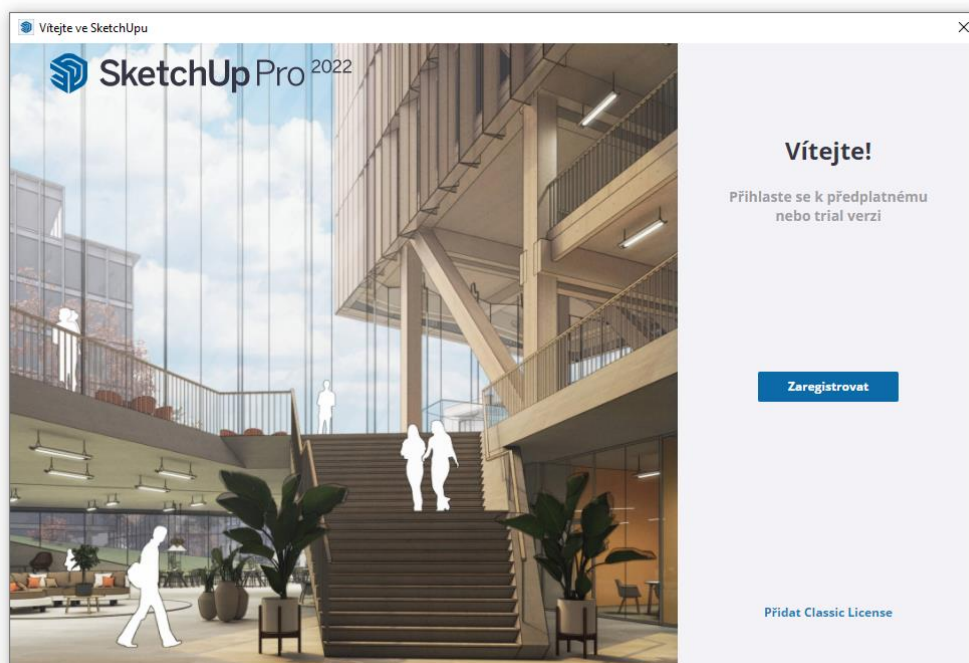 Vítejte ve SketchUpu
SketchUp Pro 2022
Vítejte!
Přihlaste se k předplatnému
nebo trial verzi
Zaregistrovat
Přidat Classic License